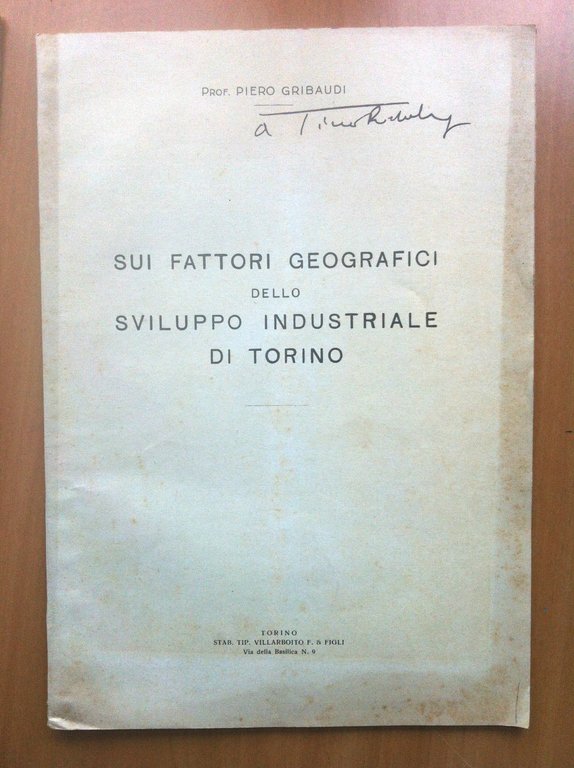 PROF. PIERO GRIBAUDI
a
SUI FATTORI GEOGRAFICI
DELLO
SVILUPPO INDUSTRIALE
DI TORINO
TORINO
STAB. TIP. VILLARBOITO F. & FIGLI
Via della Basilica N. 9